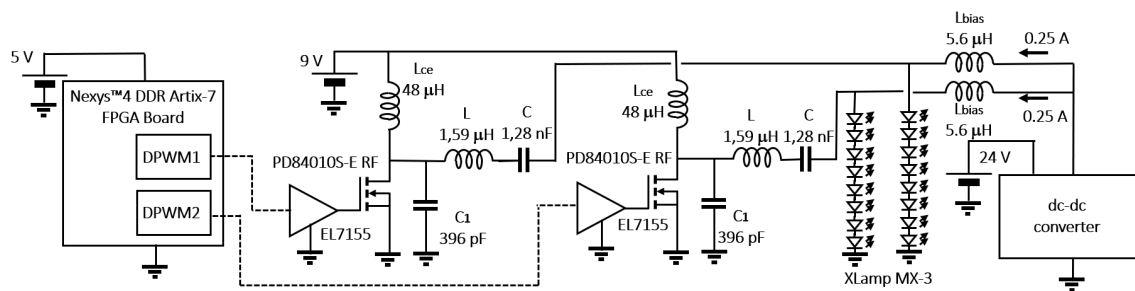 5 V
Nexys™4 DDR Artix-7
FPGA Board
DPWM1
DPWM2
9 V
Lce
48 µH
L
1,59 µH
C
1,28 nF
PD84010S-E RF
EL7155
C1
396 pF
Lce
48 µH
L
1,59 µH
C
1,28 nF
PD84010S-E RF
EL7155
C1
396 pF
Lbias
5.6 µH
0.25 A
0.25 A
Lbias
5.6 µH
24 V
dc-dc
converter
XLamp MX-3